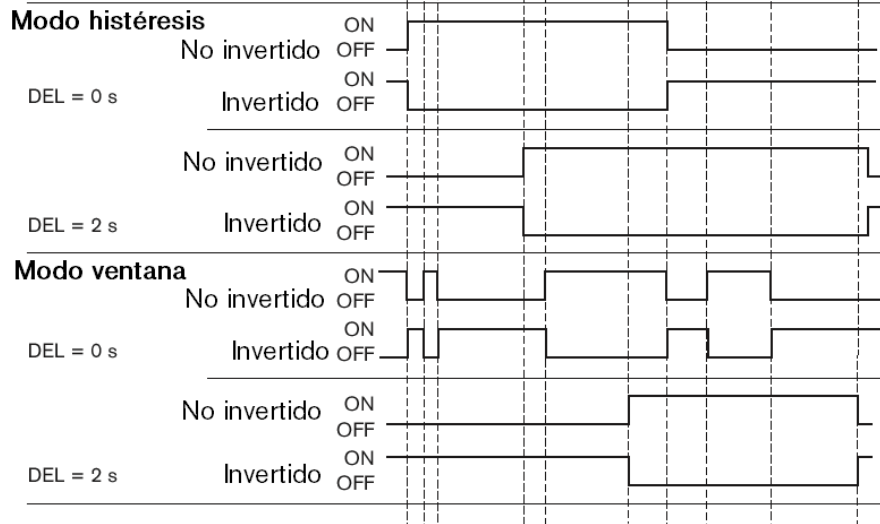 Modo histéresis
ON
No invertido OFF
ON
DEL = 0 s Invertido OFF
No invertido ON
OFF
ON
DEL = 2 s Invertido OFF
Modo ventana
ON
No invertido OFF
ON
DEL = 0 s Invertido OFF
No invertido ON
OFF
ON
DEL = 2 s Invertido OFF